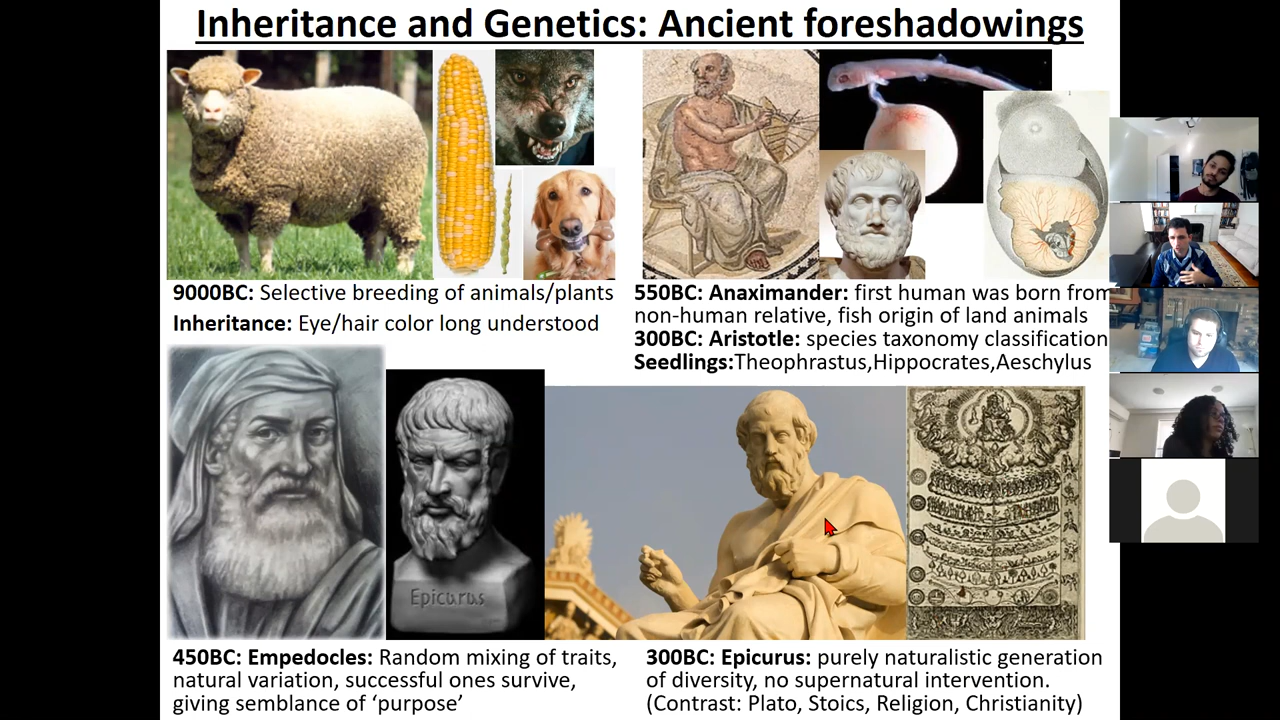 Inheritance and Genetics: Ancient foreshadowings
9000BC: Selective breeding of animals/plants
Inheritance: Eye/hair color long understood
550BC: Anaximander: first human was born from
non-human relative, fish origin of land animals
300BC: Aristotle: species taxonomy classification
Seedlings:Theophrastus,Hippocrates,Aeschylus
Epicurus
450BC: Empedocles: Random mixing of traits,
natural variation, successful ones survive,
giving semblance of ‘purpose’
300BC: Epicurus: purely naturalistic generation
of diversity, no supernatural intervention.
(Contrast: Plato, Stoics, Religion, Christianity)